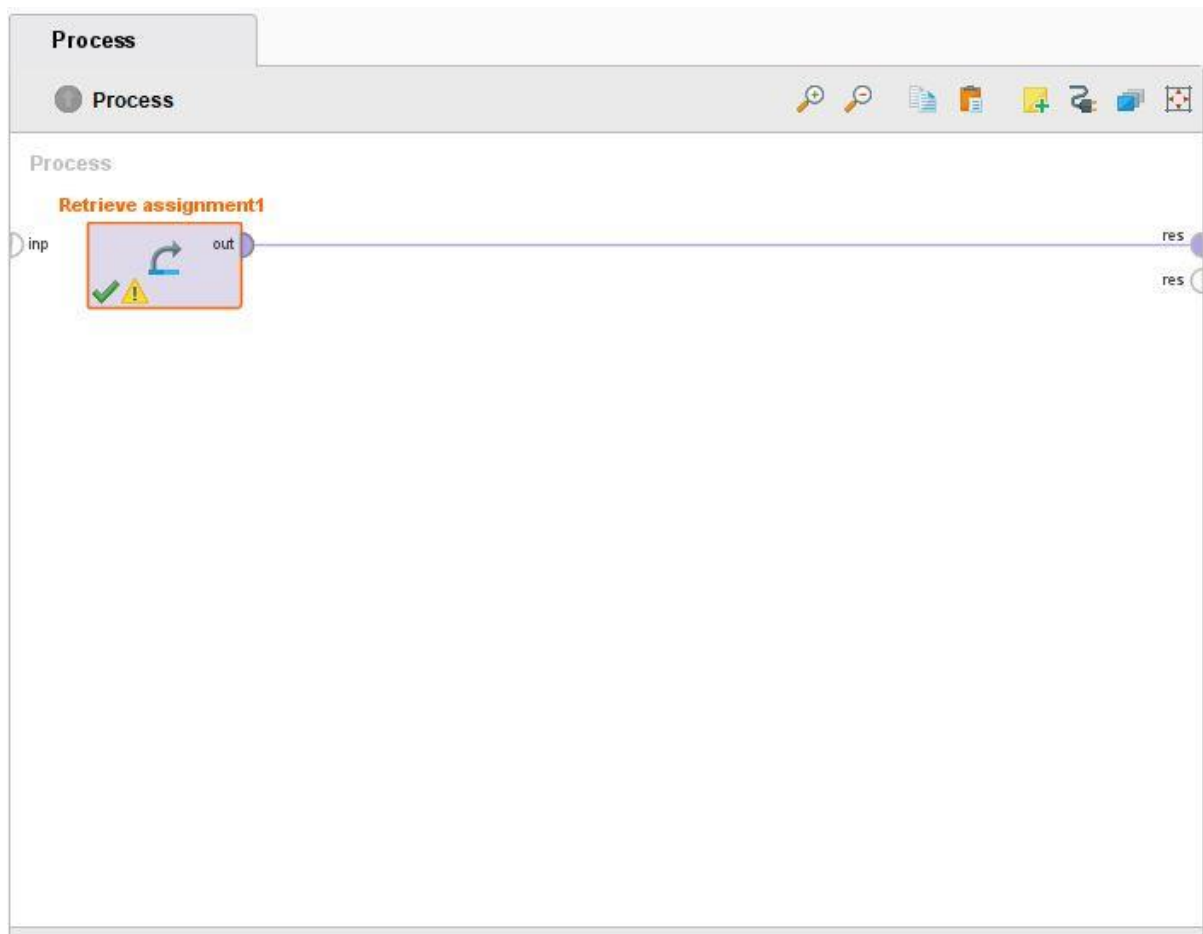 Process
Process
Process
Retrieve assignment1
inp
out
res
res